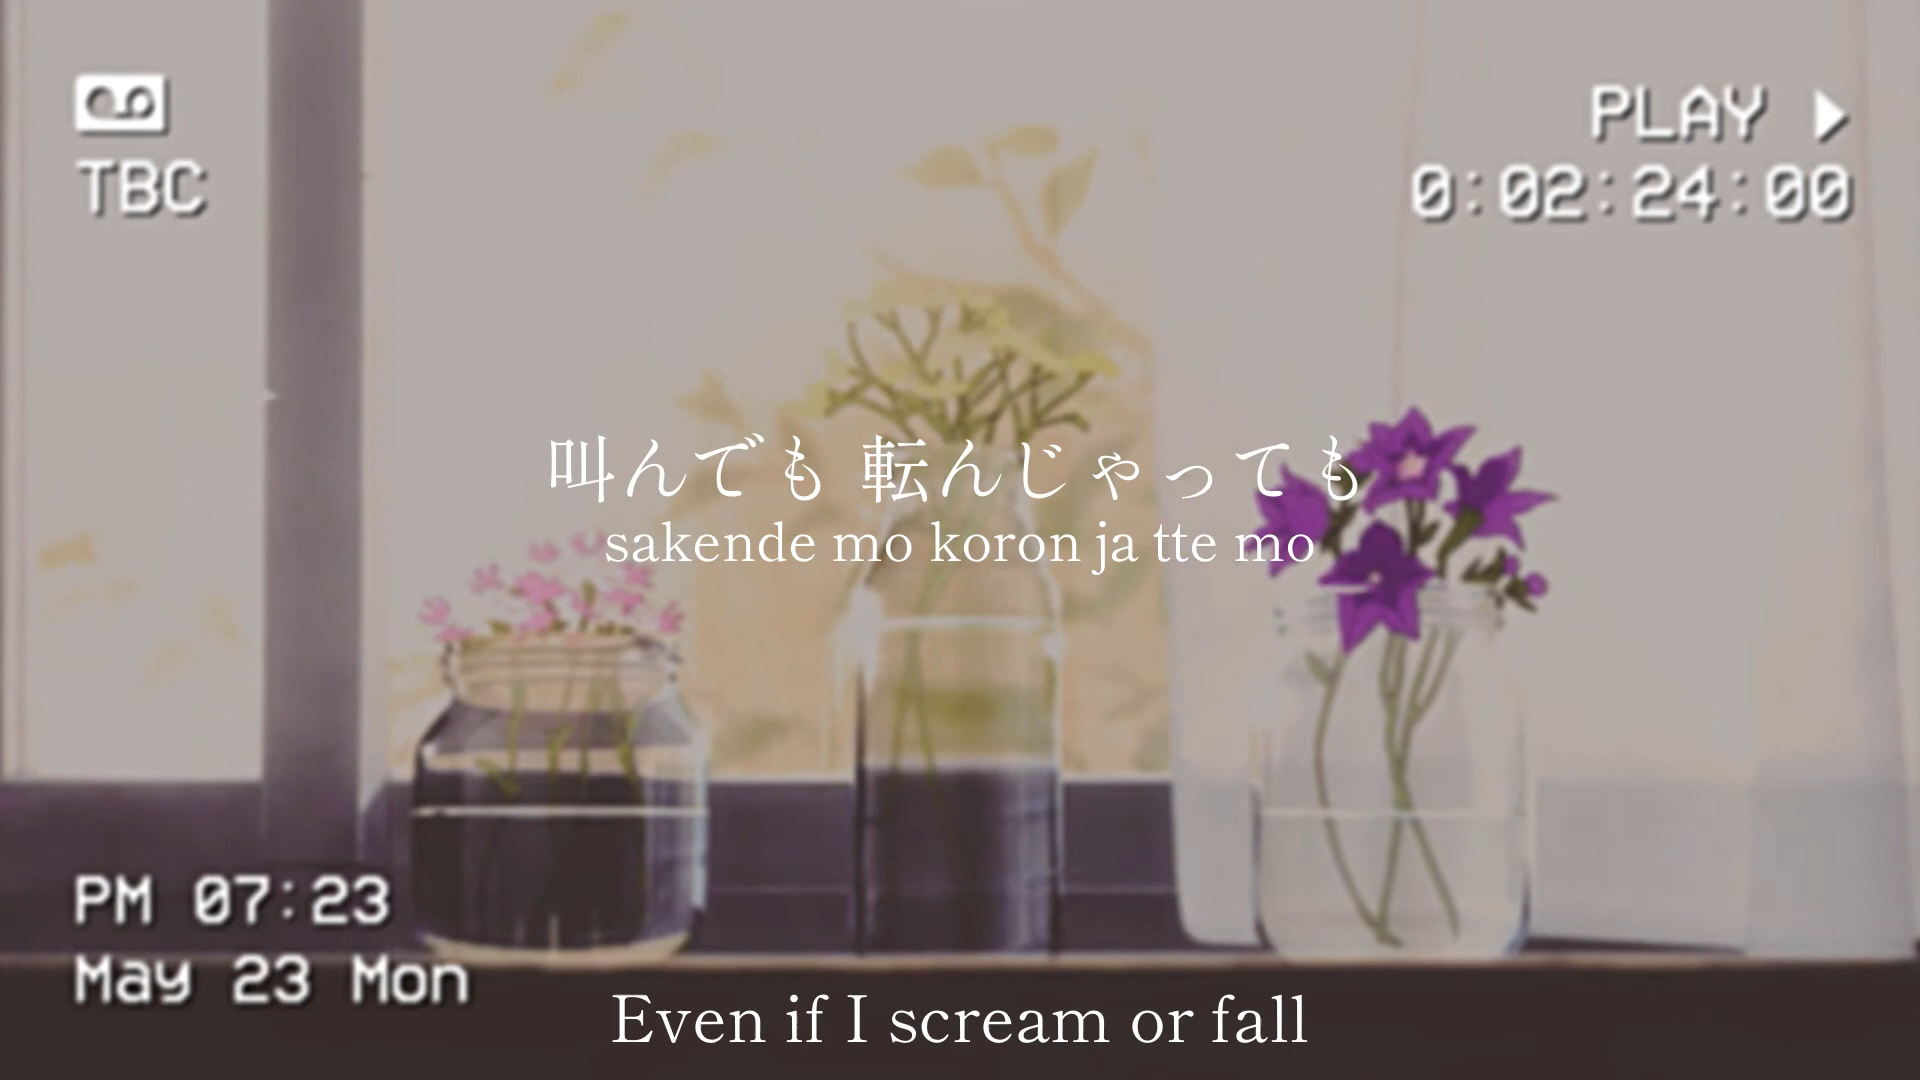 TBC
PLAY
0:02:24:00
叫んでも 転んじゃっても
sakende mo koron ja tte mo
PM 07:23
May 23 Mon
Even if I scream or fall